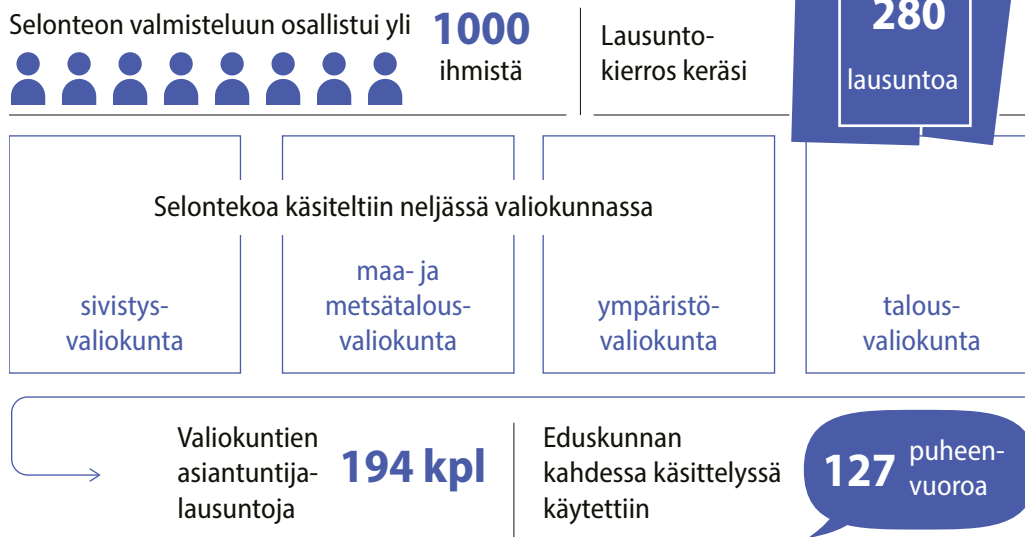 Selonteon valmisteluun osallistui yli
1000
ihmistä
Lausunto-
kierros keräsi
280
lausuntoa
Selontekoa käsiteltiin neljässä valiokunnassa
sivistys-
valiokunta
maa- ja
metsätalous-
valiokunta
ympäristö-
valiokunta
talous-
valiokunta
Valiokuntien
asiantuntija-
lausuntoja
194 kpl
Eduskunnan
kahdessa käsittelyssä
käytettiin
127
puheen-
vuoroa